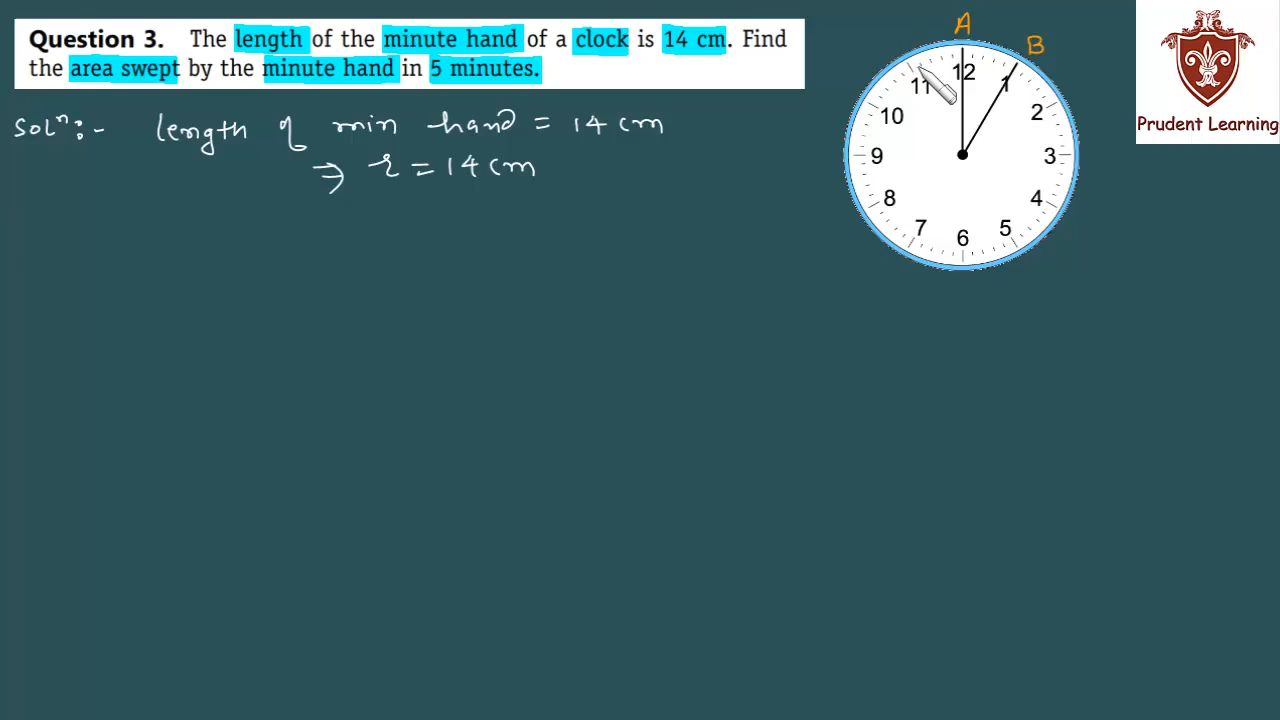 Question 3. The length of the minute hand of a clock is 14 cm. Find
the area swept by the minute hand in 5 minutes.
Solⁿ:- length of min hand = 14 cm
⇒ r = 14 cm
A
B
12
1
2
3
4
5
6
7
8
9
10
11
Prudent Learning